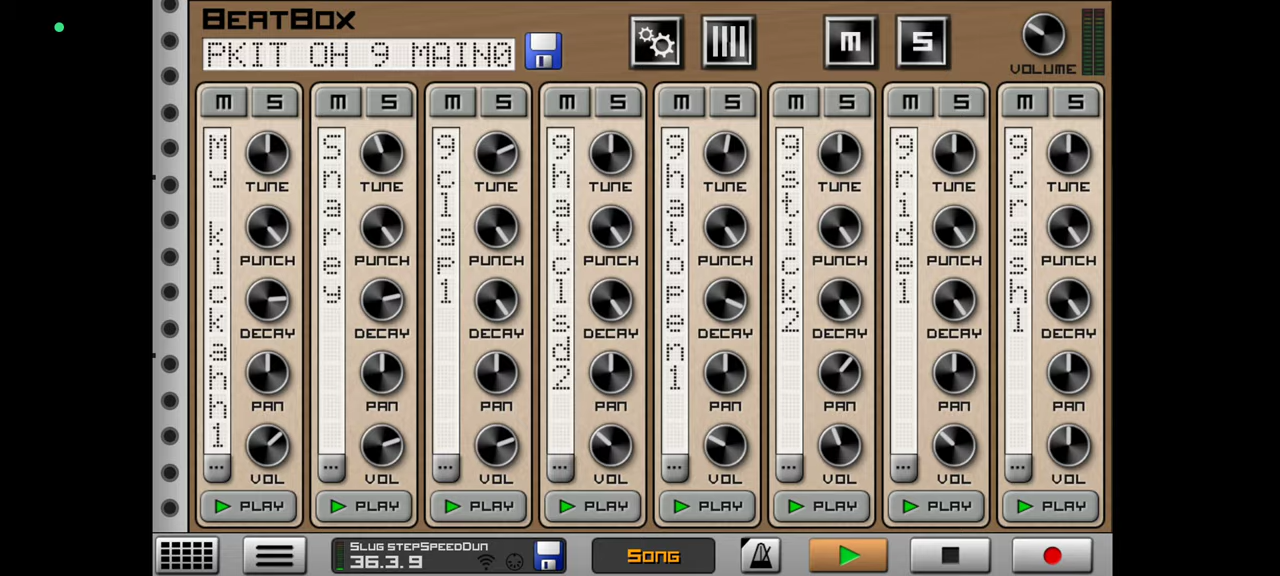 BEATBOX
PKIT OH 9 MAIN0
M
S
VOLUME
M S M S M S M S M S M S M S M S
My kickahh1
Snarey
9clap1
9hatclsd2
9hatopen1
9stick2
9ride1
9crash1
TUNE TUNE TUNE TUNE TUNE TUNE TUNE TUNE
PUNCH PUNCH PUNCH PUNCH PUNCH PUNCH PUNCH PUNCH
DECAY DECAY DECAY DECAY DECAY DECAY DECAY DECAY
PAN PAN PAN PAN PAN PAN PAN PAN
... ... ... ... ... ... ... ...
VOL VOL VOL VOL VOL VOL VOL VOL
PLAY PLAY PLAY PLAY PLAY PLAY PLAY PLAY
SLUG STEPSPEEDDUN
36.3.9
SONG